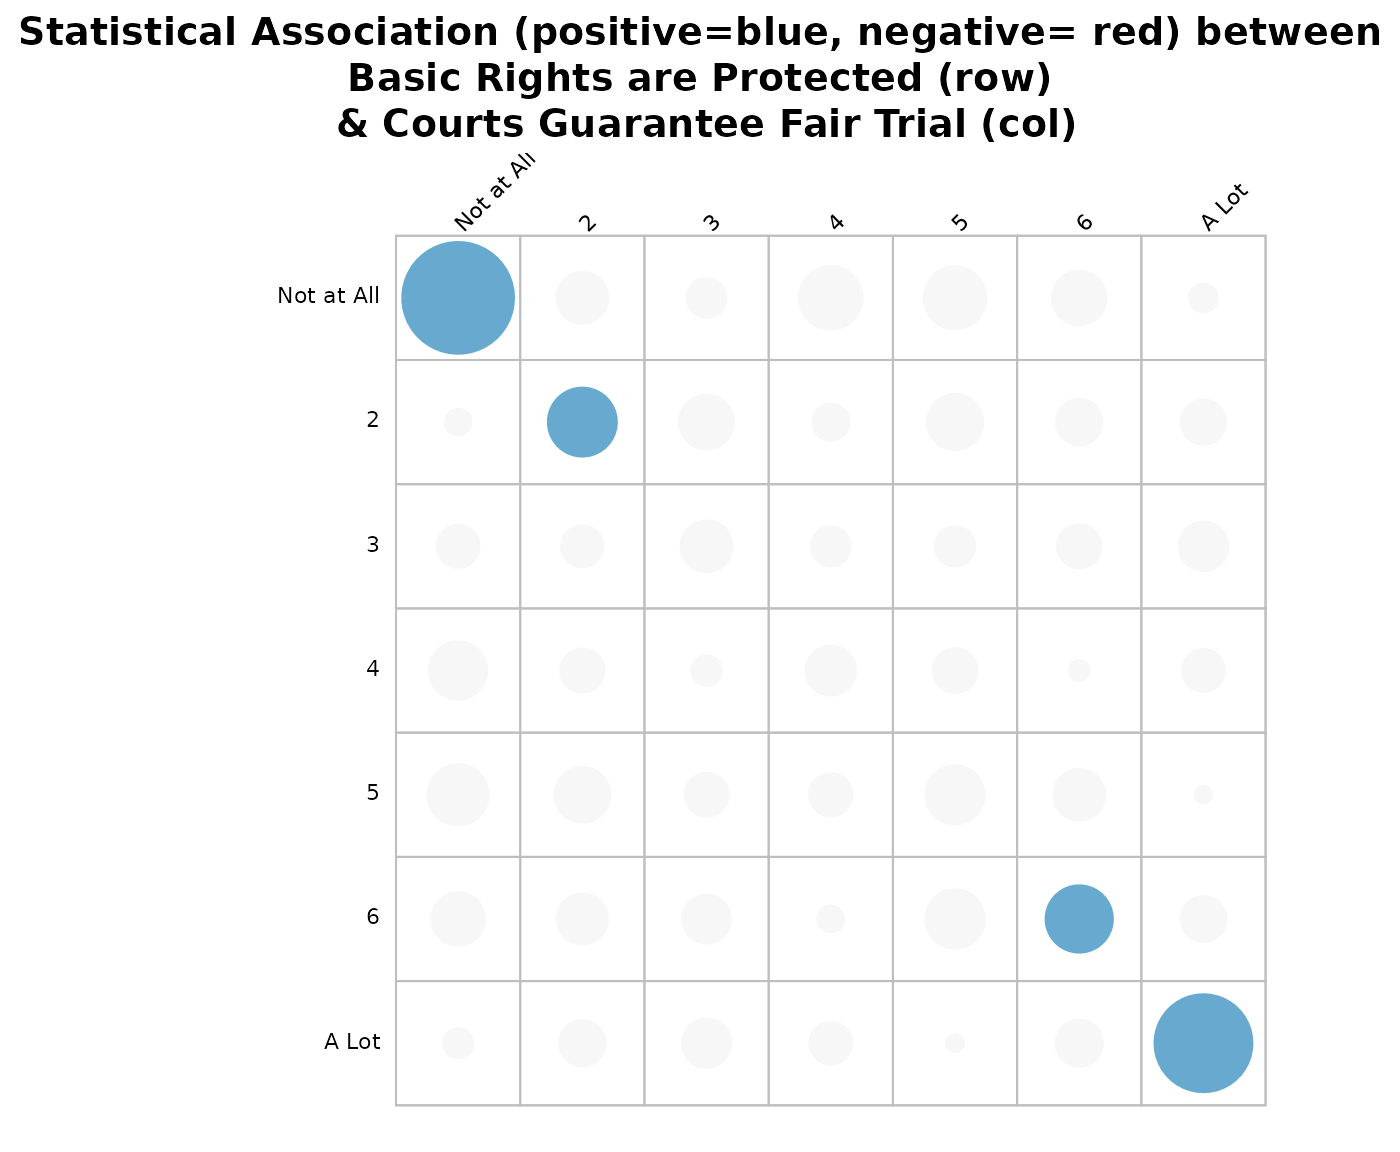 Statistical Association (positive=blue, negative= red) between
Basic Rights are Protected (row)
& Courts Guarantee Fair Trial (col)
Not at All
2
3
4
5
6
A Lot
Not at All
2
3
4
5
6
A Lot